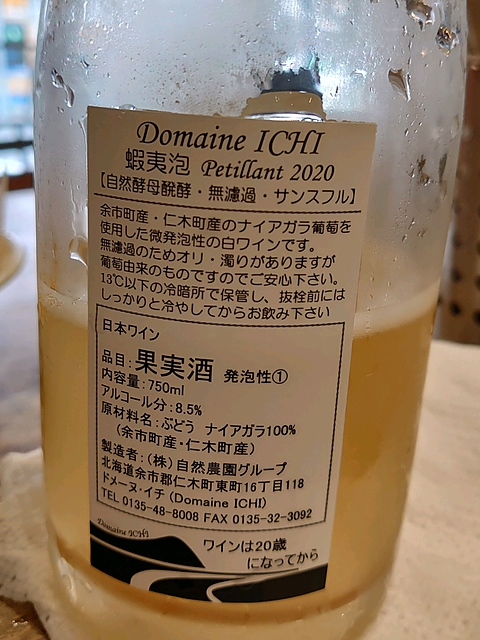 Domaine ICHI
蝦夷泡 Petillant 2020
【自然酵母醗酵・無濾過・サンスフル】
余市町産・仁木町産のナイアガラ葡萄を
使用した微発泡性の白ワインです。
無濾過のためオリ・濁りがありますが
葡萄由来のものですのでご安心下さい。
13℃以下の冷暗所で保管し、抜栓前には
しっかりと冷やしてからお飲み下さい
日本ワイン
品目:果実酒 発泡性①
内容量:750ml
アルコール分:8.5%
原材料名:ぶどう ナイアガラ100%
(余市町産・仁木町産)
製造者:(株)自然農園グループ
北海道余市郡仁木町東町16丁目118
ドメーヌ・イチ (Domaine ICHI)
TEL 0135-48-8008 FAX 0135-32-3092
Domaine ICHI
ワインは20歳
になってから